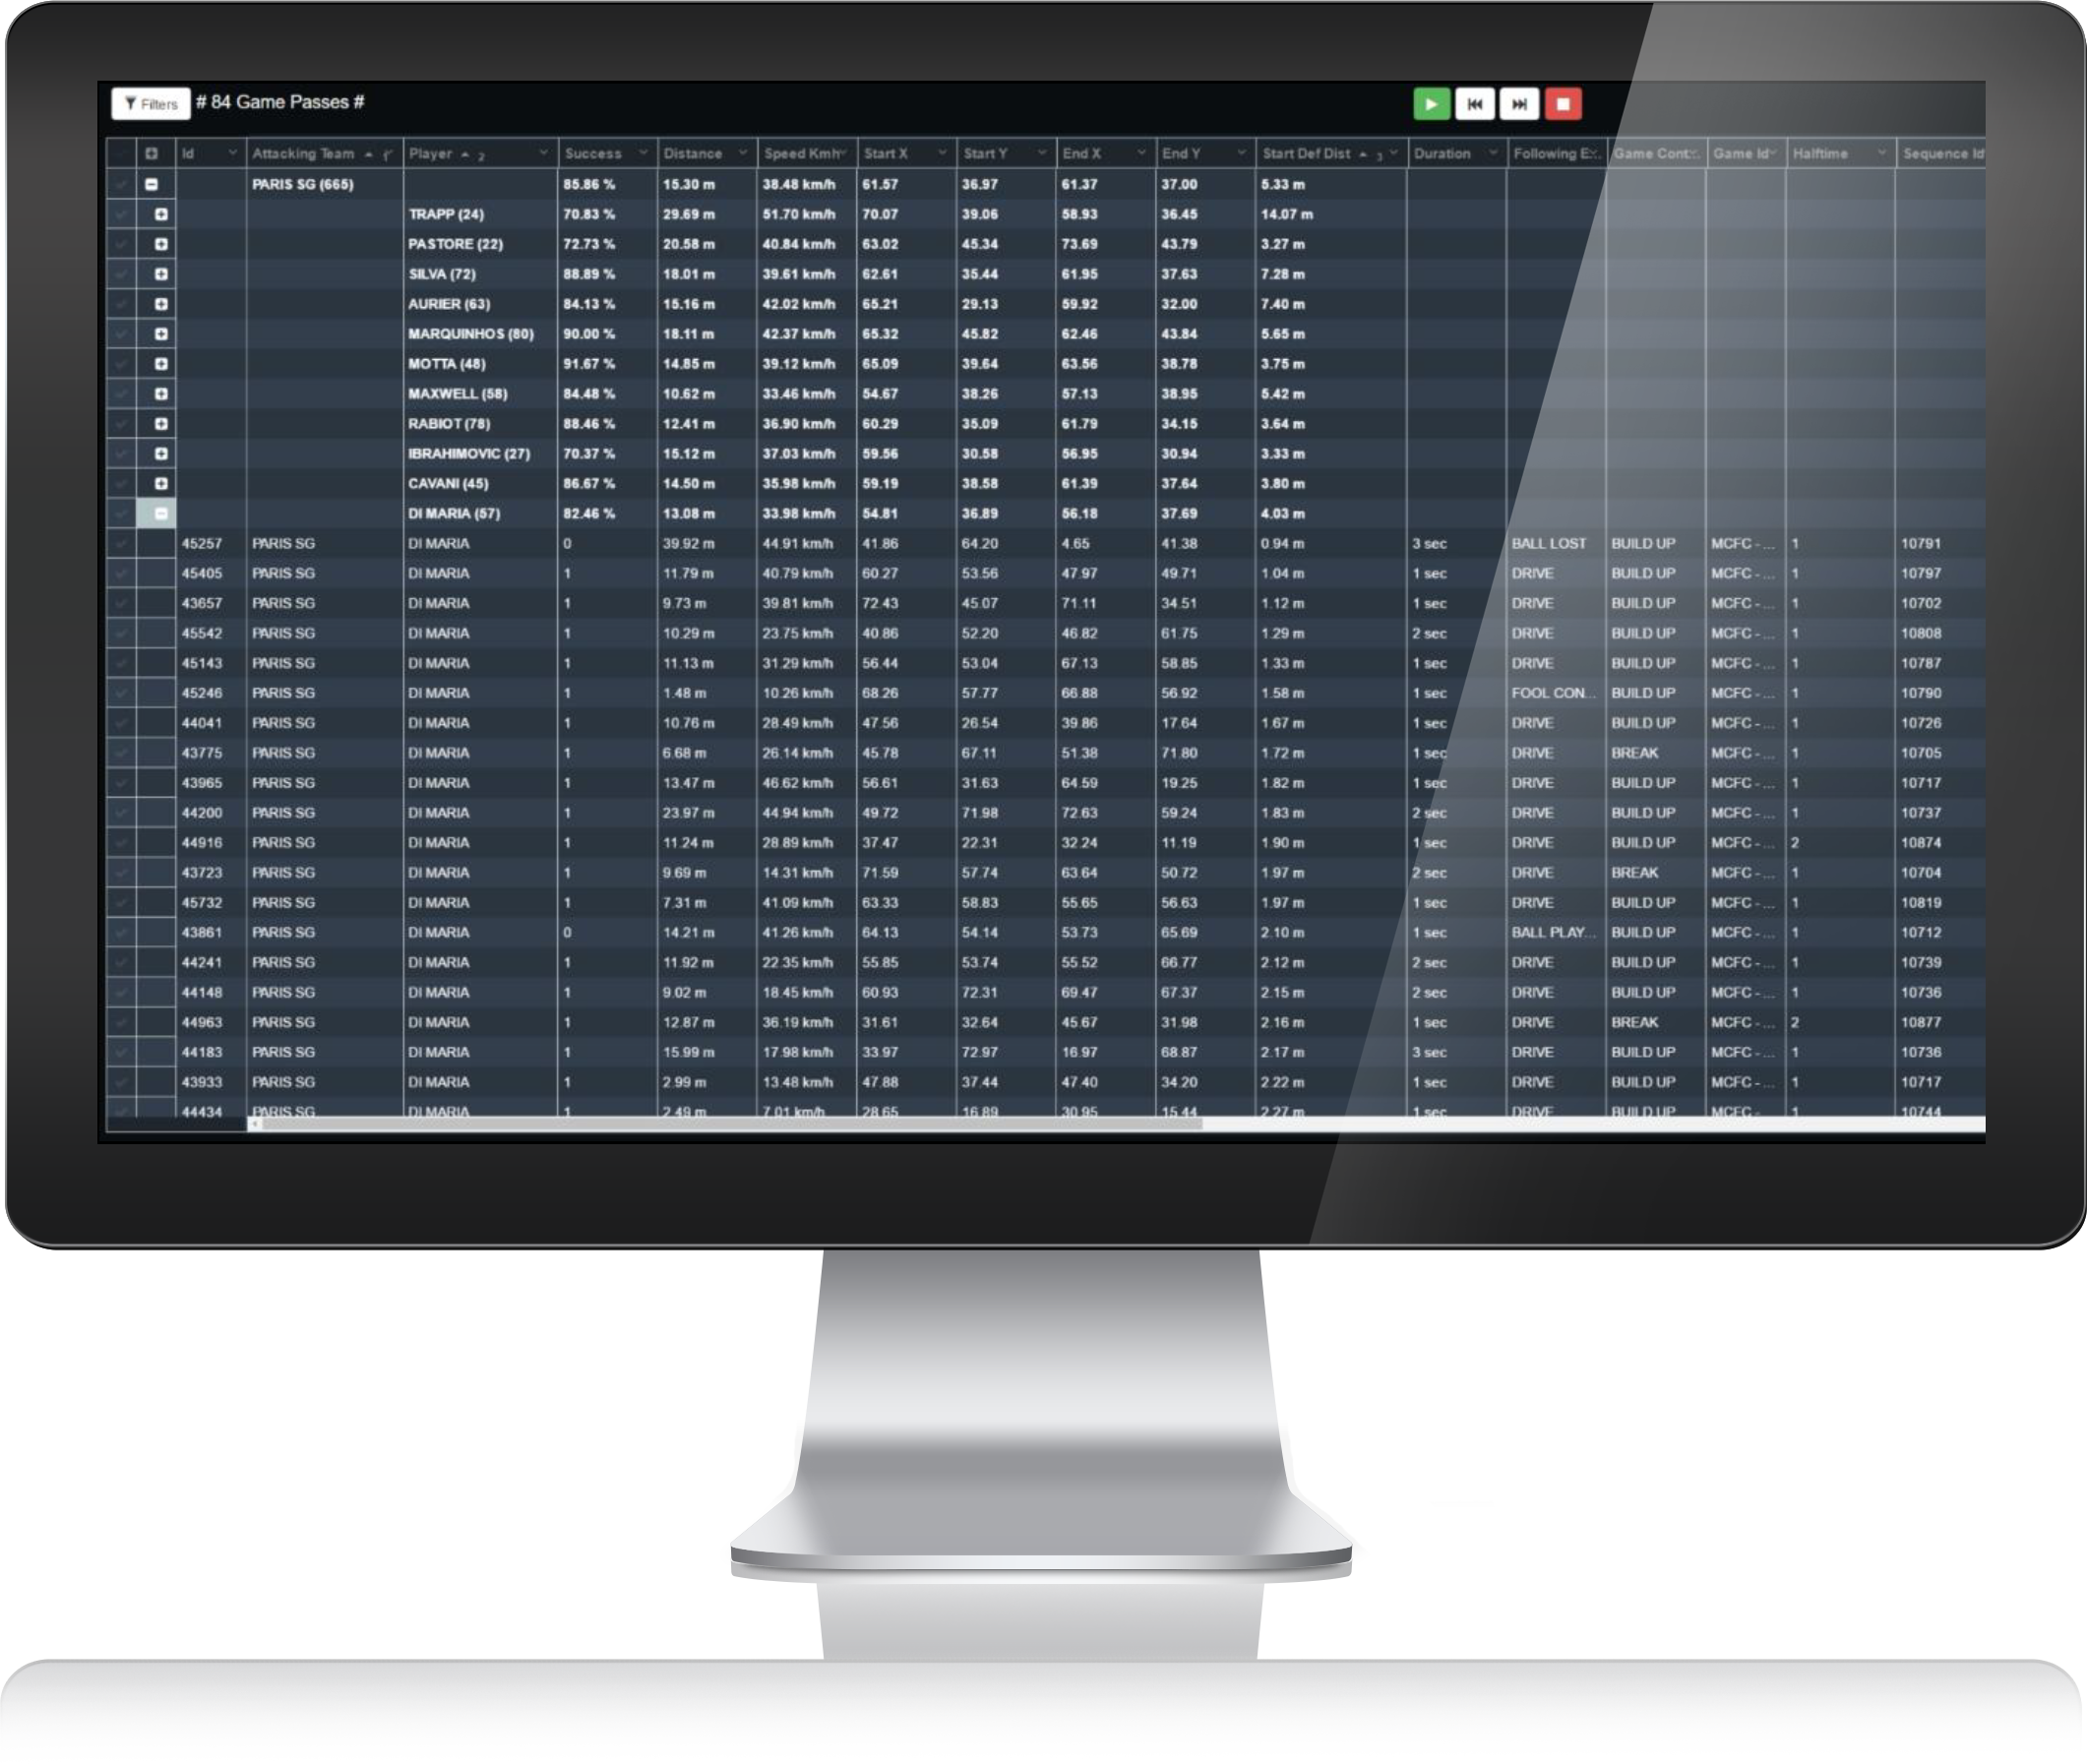 Filters # 84 Game Passes #
Id Attacking Team Player 2 Success Distance Speed Kmh Start X Start Y End X End Y Start Def Dist 3 Duration Following E... Game Cont... Game Id Halftime Sequence Id
PARIS SG (665) 85.86 % 15.30 m 38.48 km/h 61.57 36.97 61.37 37.00 5.33 m
TRAPP (24) 70.83 % 29.69 m 51.70 km/h 70.07 39.06 58.93 36.45 14.07 m
PASTORE (22) 72.73 % 20.58 m 40.84 km/h 63.02 45.34 73.69 43.79 3.27 m
SILVA (72) 88.89 % 18.01 m 39.61 km/h 62.61 35.44 61.95 37.63 7.28 m
AURIER (63) 84.13 % 15.16 m 42.02 km/h 65.21 29.13 59.92 32.00 7.40 m
MARQUINHOS (80) 90.00 % 18.11 m 42.37 km/h 65.32 45.82 62.46 43.84 5.65 m
MOTTA (48) 91.67 % 14.85 m 39.12 km/h 65.09 39.64 63.56 38.78 3.75 m
MAXWELL (58) 84.48 % 10.62 m 33.46 km/h 54.67 38.26 57.13 38.95 5.42 m
RABIOT (78) 88.46 % 12.41 m 36.90 km/h 60.29 35.09 61.79 34.15 3.64 m
IBRAHIMOVIC (27) 70.37 % 15.12 m 37.03 km/h 59.56 30.58 56.95 30.94 3.33 m
CAVANI (45) 86.67 % 14.50 m 35.98 km/h 59.19 38.58 61.39 37.64 3.80 m
DI MARIA (57) 82.46 % 13.08 m 33.98 km/h 54.81 36.89 56.18 37.69 4.03 m
45257 PARIS SG DI MARIA 0 39.92 m 44.91 km/h 41.86 64.20 4.65 41.38 0.94 m 3 sec BALL LOST BUILD UP MCFC - ... 1 10791
45405 PARIS SG DI MARIA 1 11.79 m 40.79 km/h 60.27 53.56 47.97 49.71 1.04 m 1 sec DRIVE BUILD UP MCFC - ... 1 10797
43657 PARIS SG DI MARIA 1 9.73 m 39.81 km/h 72.43 45.07 71.11 34.51 1.12 m 1 sec DRIVE BUILD UP MCFC - ... 1 10702
45542 PARIS SG DI MARIA 1 10.29 m 23.75 km/h 40.86 52.20 46.82 61.75 1.29 m 2 sec DRIVE BUILD UP MCFC - ... 1 10808
45143 PARIS SG DI MARIA 1 11.13 m 31.29 km/h 56.44 53.04 67.13 58.85 1.33 m 1 sec DRIVE BUILD UP MCFC - ... 1 10787
45246 PARIS SG DI MARIA 1 1.48 m 10.26 km/h 68.26 57.77 66.88 56.92 1.58 m 1 sec FOOL CON... BUILD UP MCFC - ... 1 10790
44041 PARIS SG DI MARIA 1 10.76 m 28.49 km/h 47.56 26.54 39.86 17.64 1.67 m 1 sec DRIVE BUILD UP MCFC - ... 1 10726
43775 PARIS SG DI MARIA 1 6.68 m 26.14 km/h 45.78 67.11 51.38 71.80 1.72 m 1 sec DRIVE BREAK MCFC - ... 1 10705
43965 PARIS SG DI MARIA 1 13.47 m 46.62 km/h 56.61 31.63 64.59 19.25 1.82 m 1 sec DRIVE BUILD UP MCFC - ... 1 10717
44200 PARIS SG DI MARIA 1 23.97 m 44.94 km/h 49.72 71.98 72.63 59.24 1.83 m 2 sec DRIVE BUILD UP MCFC - ... 1 10737
44916 PARIS SG DI MARIA 1 11.24 m 28.89 km/h 37.47 22.31 32.24 11.19 1.90 m 1 sec DRIVE BUILD UP MCFC - ... 2 10874
43723 PARIS SG DI MARIA 1 9.69 m 14.31 km/h 71.59 57.74 63.64 50.72 1.97 m 2 sec DRIVE BREAK MCFC - ... 1 10704
45732 PARIS SG DI MARIA 1 7.31 m 41.09 km/h 63.33 58.83 55.65 56.63 1.97 m 1 sec DRIVE BUILD UP MCFC - ... 1 10819
43861 PARIS SG DI MARIA 0 14.21 m 41.26 km/h 64.13 54.14 53.73 65.69 2.10 m 1 sec BALL PLAY... BUILD UP MCFC - ... 1 10712
44241 PARIS SG DI MARIA 1 11.92 m 22.35 km/h 55.85 53.74 55.52 66.77 2.12 m 2 sec DRIVE BUILD UP MCFC - ... 1 10739
44148 PARIS SG DI MARIA 1 9.02 m 18.45 km/h 60.93 72.31 69.47 67.37 2.15 m 2 sec DRIVE BUILD UP MCFC - ... 1 10736
44963 PARIS SG DI MARIA 1 12.87 m 36.19 km/h 31.61 32.64 45.67 31.98 2.16 m 1 sec DRIVE BREAK MCFC - ... 2 10877
44183 PARIS SG DI MARIA 1 15.99 m 17.98 km/h 33.97 72.97 16.97 68.87 2.17 m 3 sec DRIVE BUILD UP MCFC - ... 1 10736
43933 PARIS SG DI MARIA 1 2.99 m 13.48 km/h 47.88 37.44 47.40 34.20 2.22 m 1 sec DRIVE BUILD UP MCFC - ... 1 10717
44434 PARIS SG DI MARIA 1 2.49 m 7.01 km/h 28.65 16.89 30.95 15.44 2.27 m 1 sec DRIVE BUILD UP MCFC - 1 10744